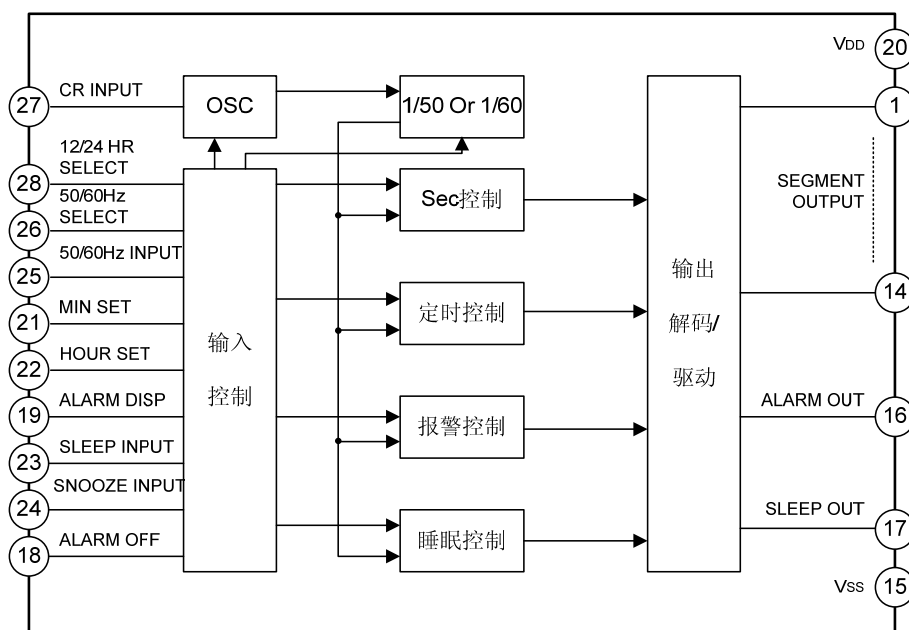 VDD
20
CR INPUT
27
OSC
1/50 Or 1/60
1
12/24 HR
SELECT
28
50/60Hz
SELECT
26
Sec控制
SEGMENT
OUTPUT
50/60Hz INPUT
25
输出
解码/
驱动
14
MIN SET
21
定时控制
输入
控制
HOUR SET
22
ALARM DISP
19
报警控制
ALARM OUT
16
SLEEP INPUT
23
SNOOZE INPUT
24
SLEEP OUT
17
ALARM OFF
18
睡眠控制
VSS
15